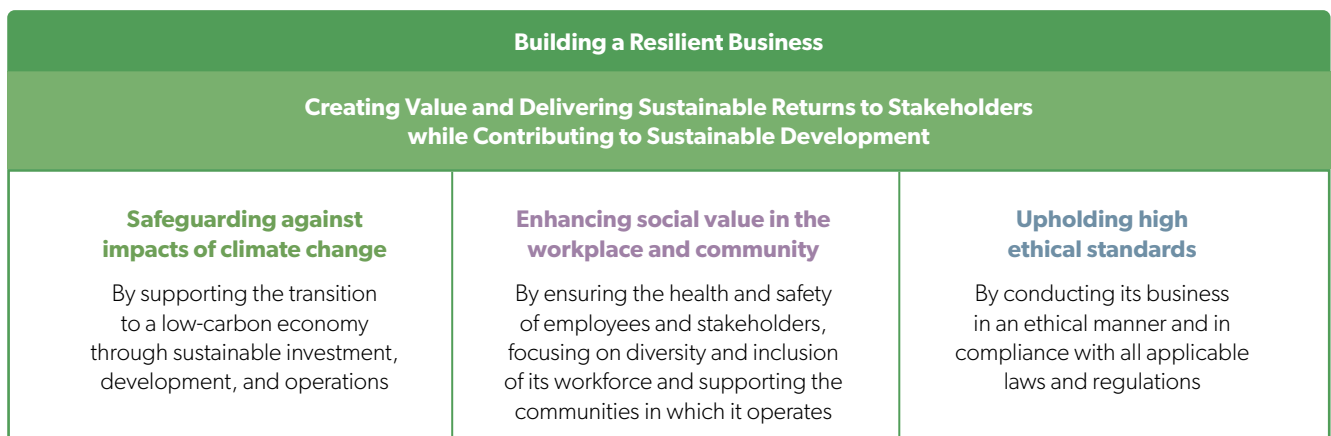 Building a Resilient Business
Creating Value and Delivering Sustainable Returns to Stakeholders
while Contributing to Sustainable Development
Safeguarding against
impacts of climate change
By supporting the transition
to a low-carbon economy
through sustainable investment,
development, and operations
Enhancing social value in the
workplace and community
By ensuring the health and safety
of employees and stakeholders,
focusing on diversity and inclusion
of its workforce and supporting the
communities in which it operates
Upholding high
ethical standards
By conducting its business
in an ethical manner and in
compliance with all applicable
laws and regulations